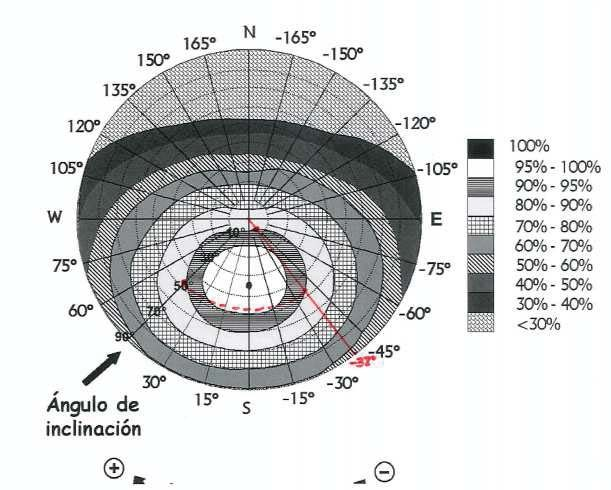 N
165°
-165°
150°
-150°
135°
-135°
120°
-120°
105°
-105°
W
E
75°
-75°
60°
-60°
-45°
-38°
30°
-30°
15°
-15°
S
10°
50°
70°
90°
Ángulo de
inclinación
+
−
100%
95% - 100%
90% - 95%
80% - 90%
70% - 80%
60% - 70%
50% - 60%
40% - 50%
30% - 40%
<30%